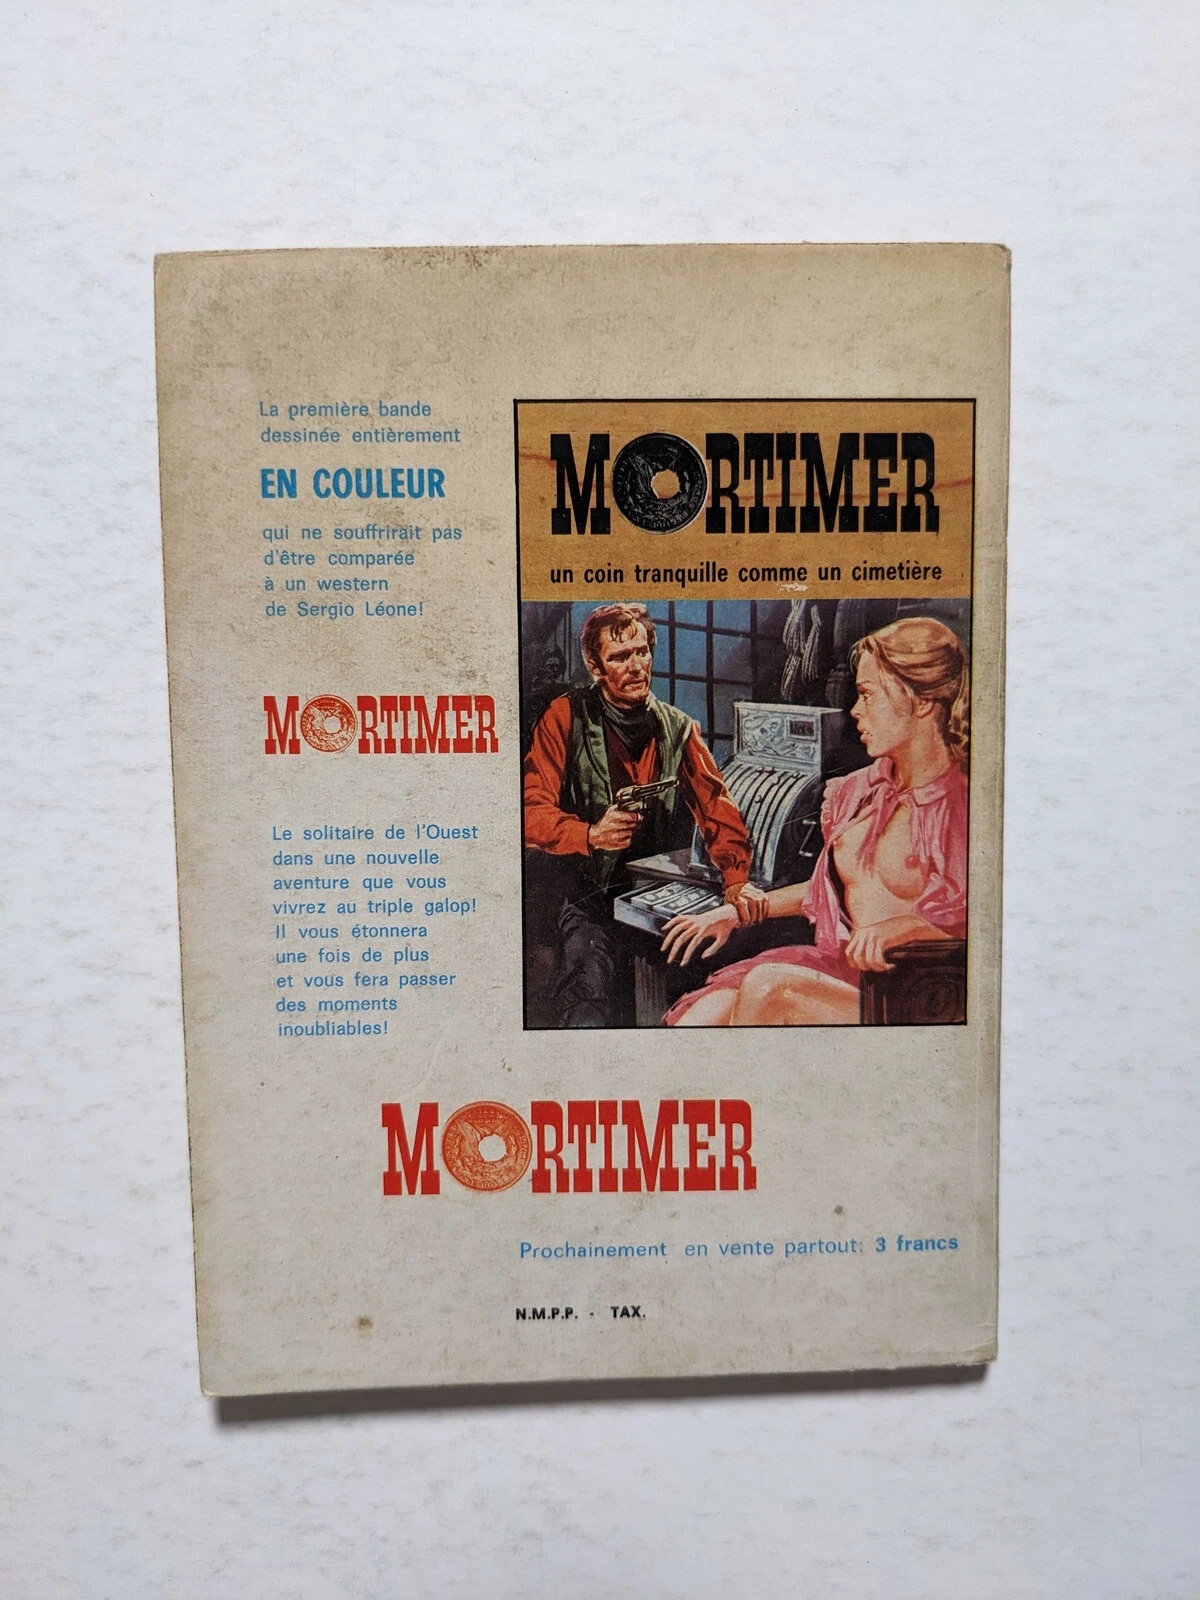 La première bande
dessinée entièrement
EN COULEUR
qui ne souffrirait pas
d'être comparée
à un western
de Sergio Léone!
MORTIMER
Le solitaire de l'Ouest
dans une nouvelle
aventure que vous
vivrez au triple galop!
Il vous étonnera
une fois de plus
et vous fera passer
des moments
inoubliables!
MORTIMER
un coin tranquille comme un cimetière
MORTIMER
Prochainement en vente partout: 3 francs
N.M.P.P. - TAX.